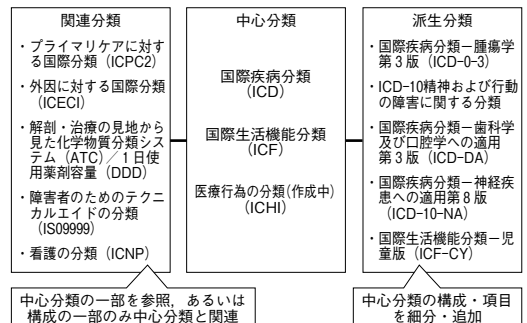 関連分類
・プライマリケアに対す
る国際分類（ICPC2）
・外因に対する国際分類
（ICECI）
・解剖・治療の見地から
見た化学物質分類シス
テム（ATC）／１日使
用薬剤容量（DDD）
・障害者のためのテクニ
カルエイドの分類
（IS09999）
・看護の分類（ICNP）
中心分類の一部を参照，あるいは
構成の一部のみ中心分類と関連
中心分類
国際疾病分類
（ICD）
国際生活機能分類
（ICF）
医療行為の分類（作成中）
（ICHI）
派生分類
・国際疾病分類－腫瘍学
第３版（ICD-0-3）
・ICD-10精神および行動
の障害に関する分類
・国際疾病分類－歯科学
及び口腔学への適用
第３版（ICD-DA）
・国際疾病分類－神経疾
患への適用第８版
（ICD-10-NA）
・国際生活機能分類－児
童版（ICF-CY）
中心分類の構成・項目
を細分・追加